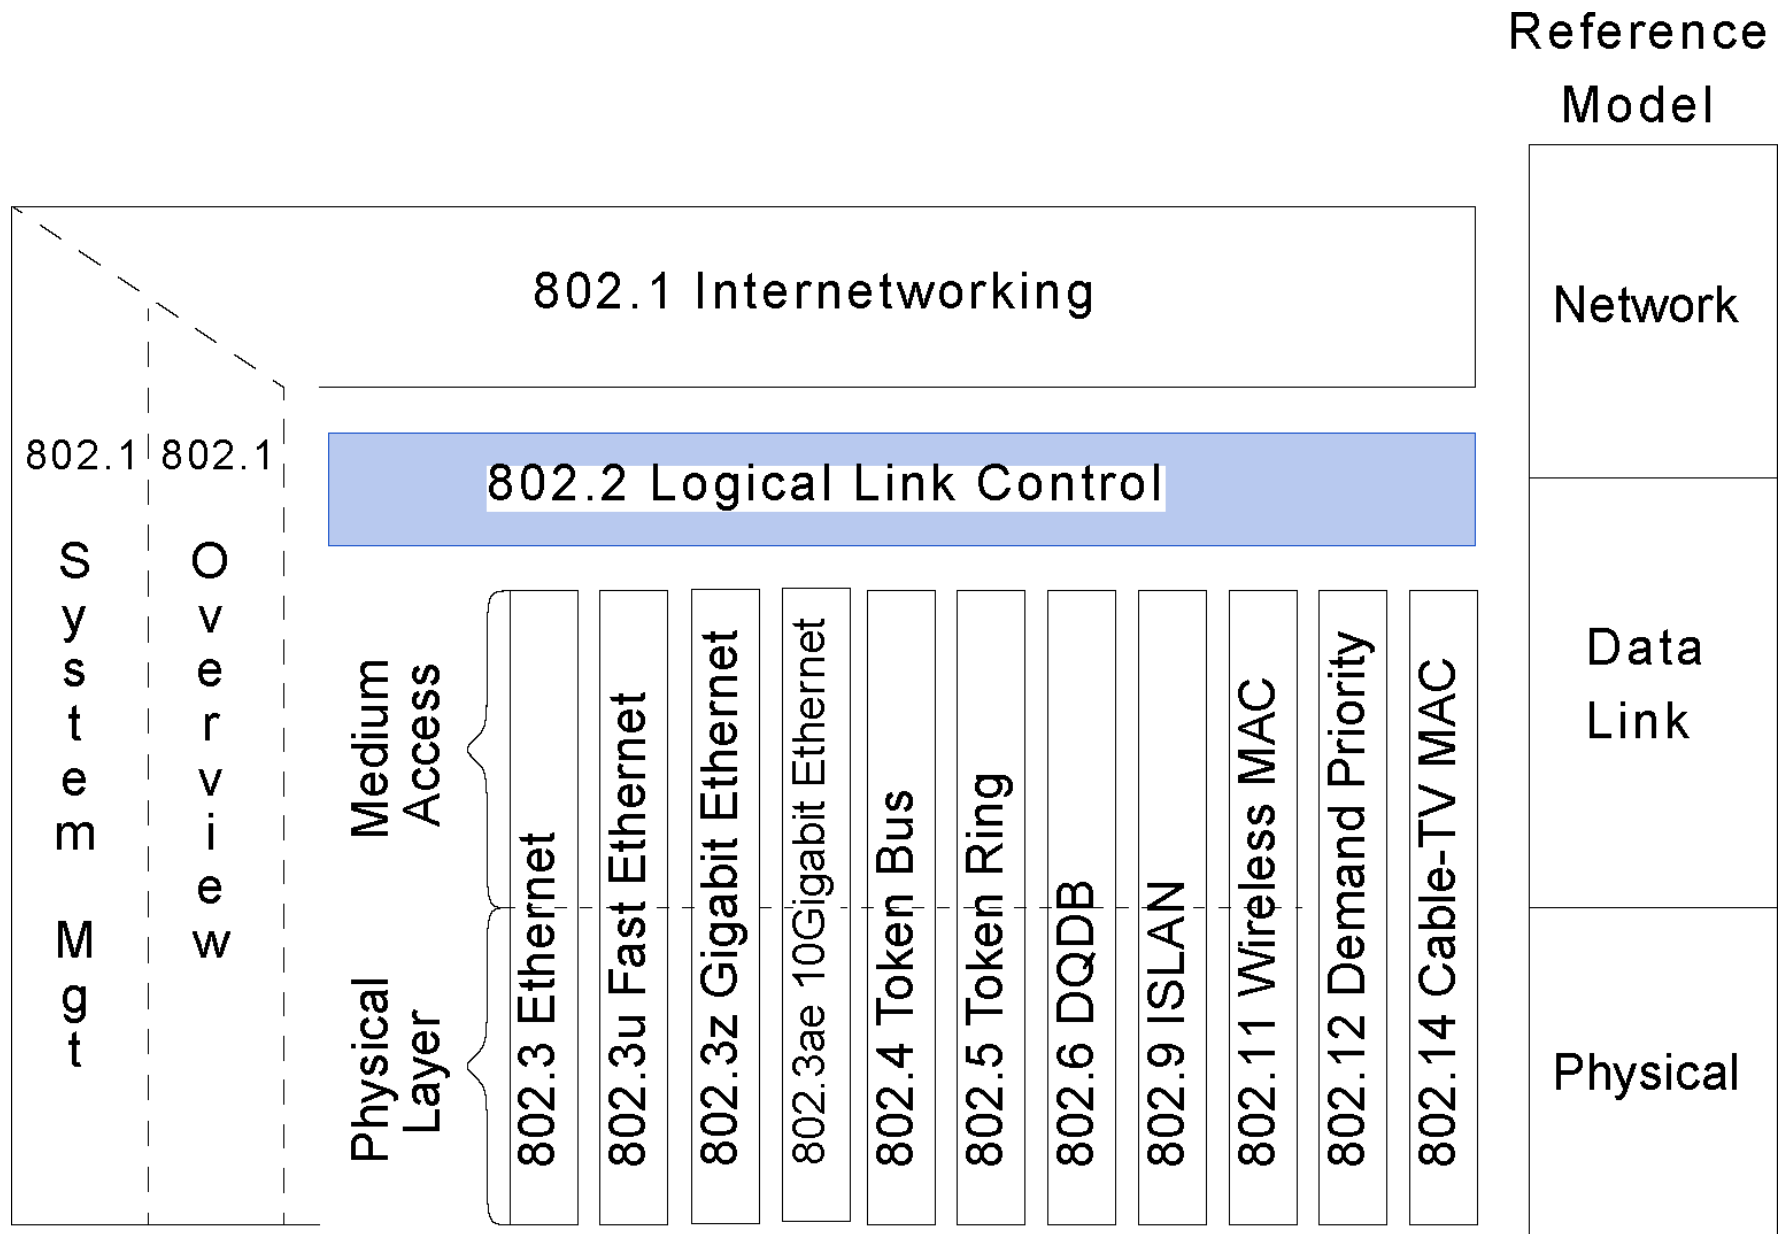 Reference
Model
802.1 Internetworking
Network
802.1
802.1
802.2 Logical Link Control
System Mgt
Overview
Medium
Access
Physical
Layer
802.3 Ethernet
802.3u Fast Ethernet
802.3z Gigabit Ethernet
802.3ae 10Gigabit Ethernet
802.4 Token Bus
802.5 Token Ring
802.6 DQDB
802.9 ISLAN
802.11 Wireless MAC
802.12 Demand Priority
802.14 Cable-TV MAC
Data
Link
Physical